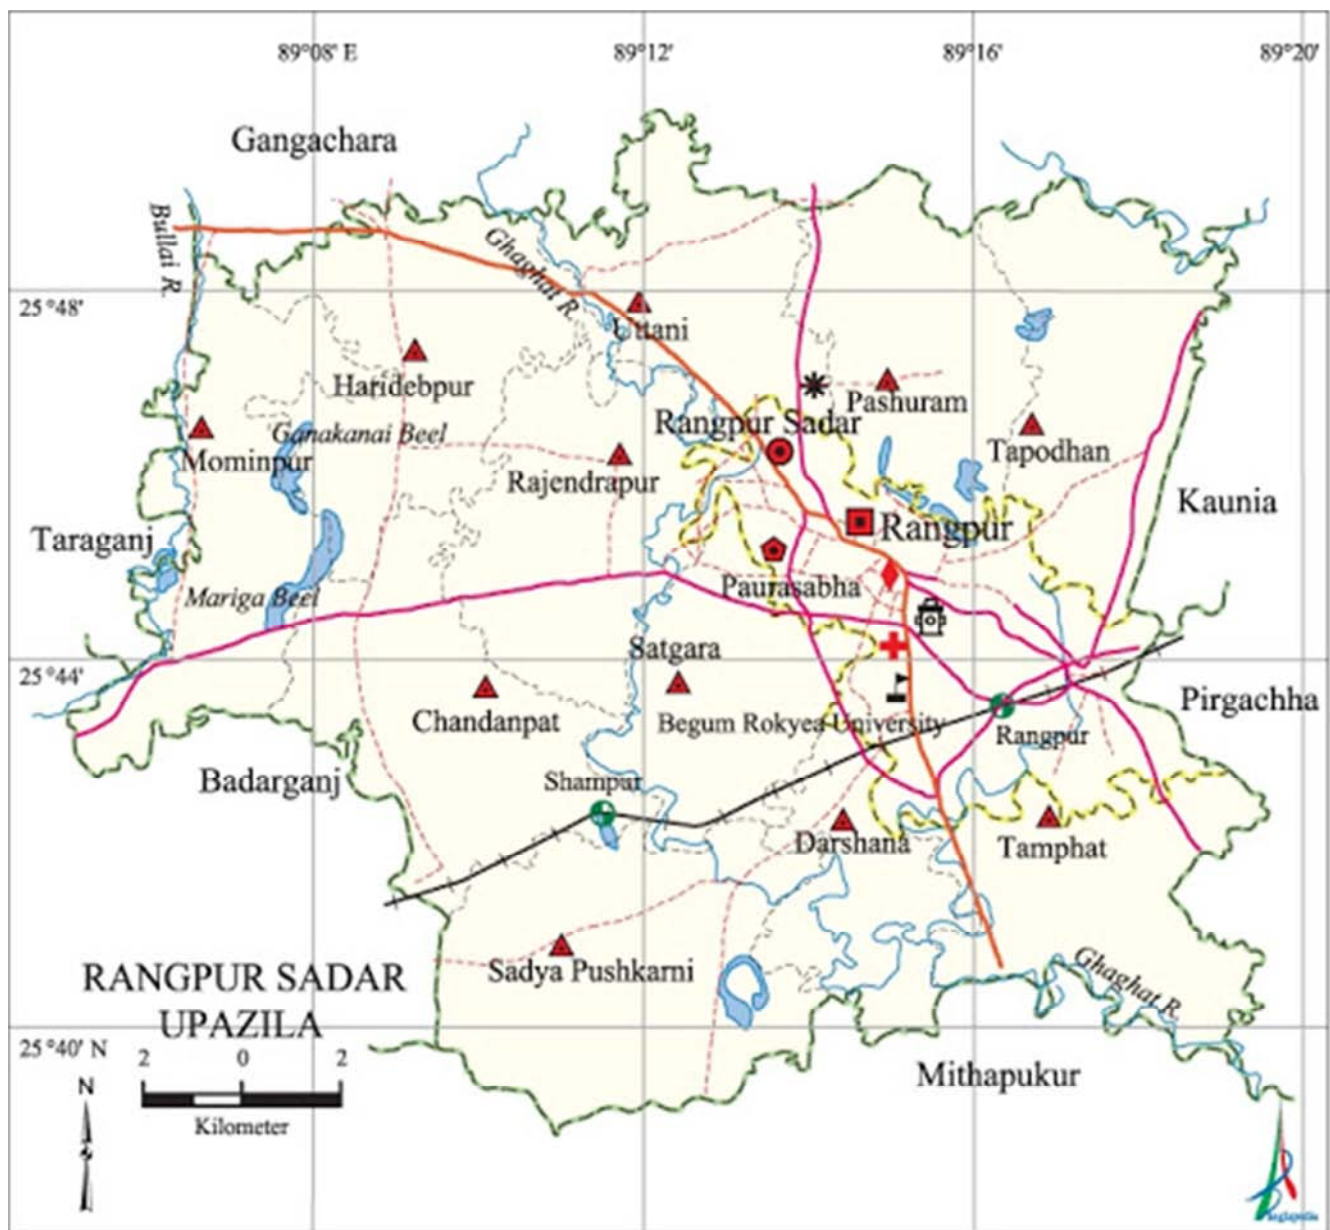 89°08' E
89°12'
89°16'
89°20'
Gangachara
Bullai R.
Ghaghat R.
25°48'
Uttani
Haridebpur
Pashuram
Rangpur Sadar
Ganakanai Beel
Mominpur
Tapodhan
Rajendrapur
Kaunia
Rangpur
Taraganj
Paurasabha
Mariga Beel
Satgara
25°44'
Chandanpat
Begum Rokyea University
Pirgachha
Rangpur
Badarganj
Shampur
Darshana
Tamphat
Sadya Pushkarni
Ghaghat R.
RANGPUR SADAR
UPAZILA
25°40' N
2 0 2
Kilometer
N
Mithapukur